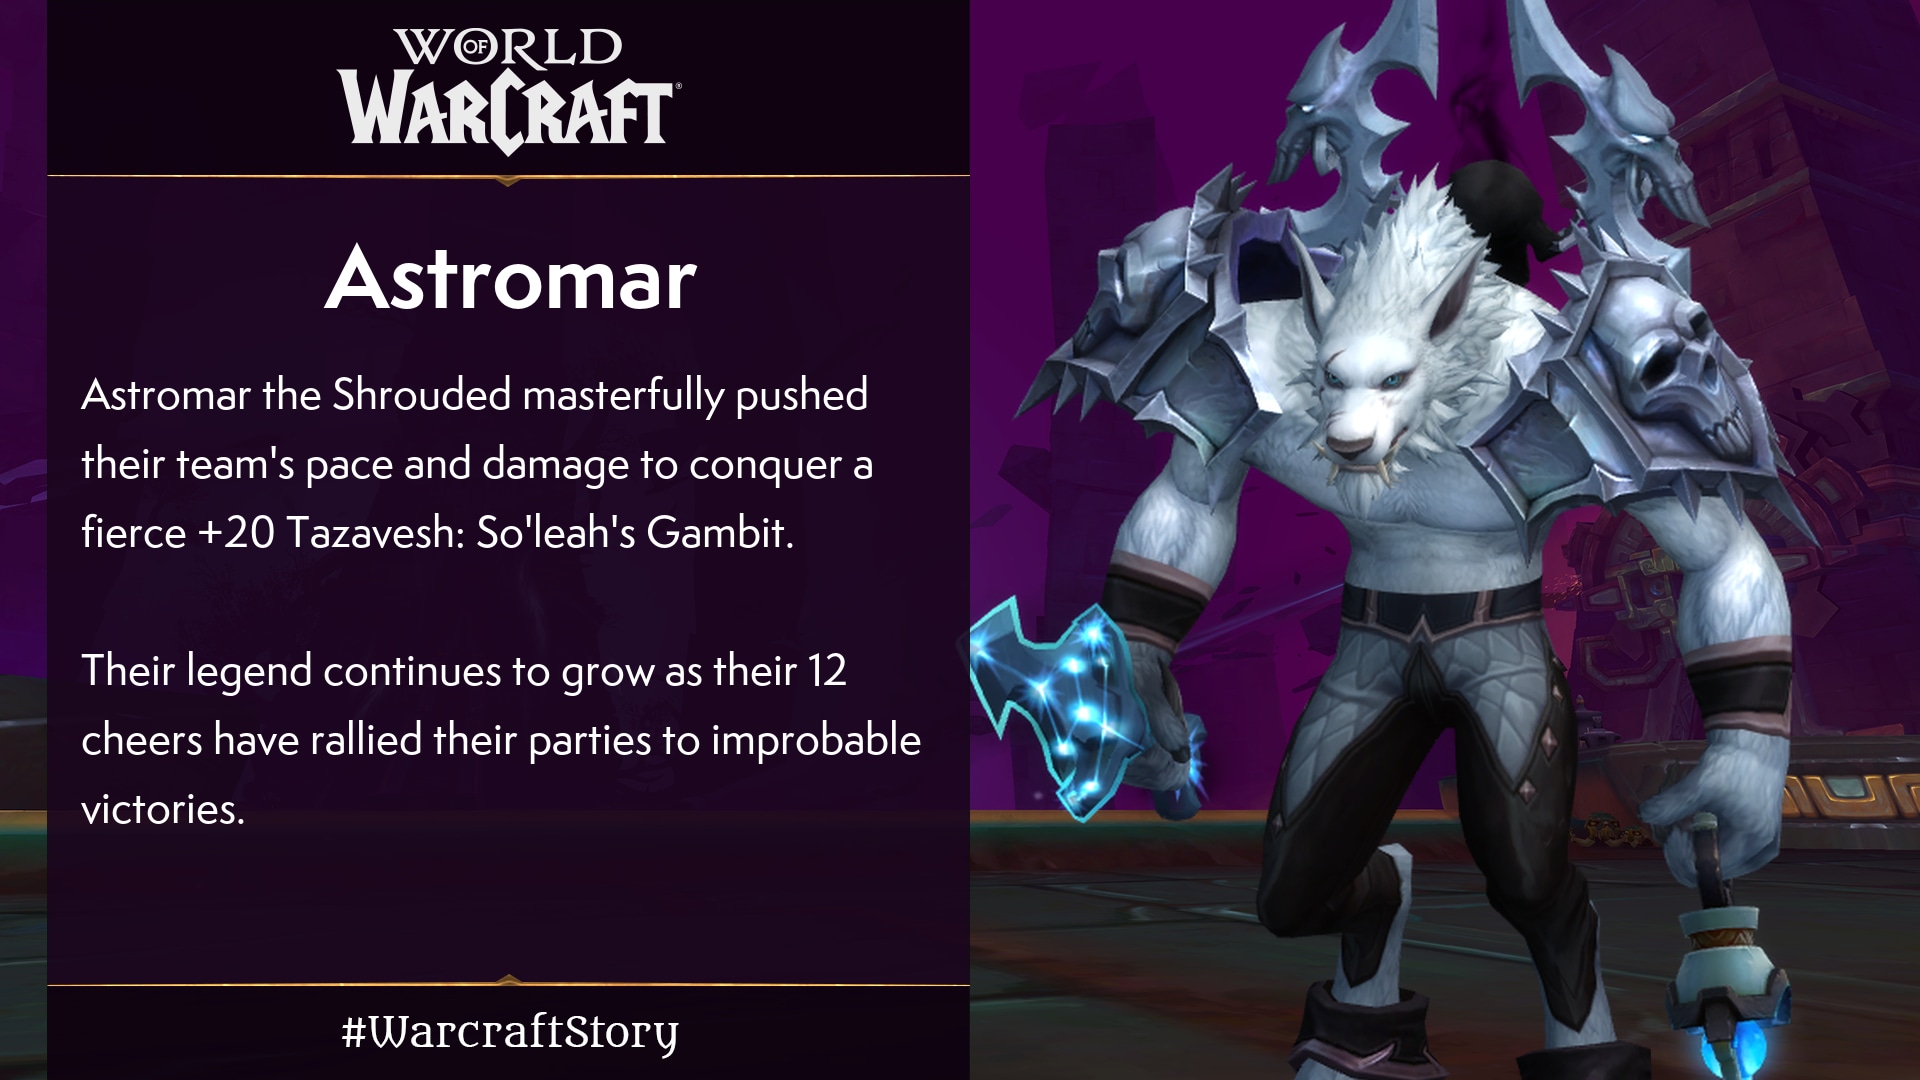 WORLD OF WARCRAFT®
Astromar
Astromar the Shrouded masterfully pushed
their team's pace and damage to conquer a
fierce +20 Tazavesh: So'leah's Gambit.
Their legend continues to grow as their 12
cheers have rallied their parties to improbable
victories.
#WarcraftStory